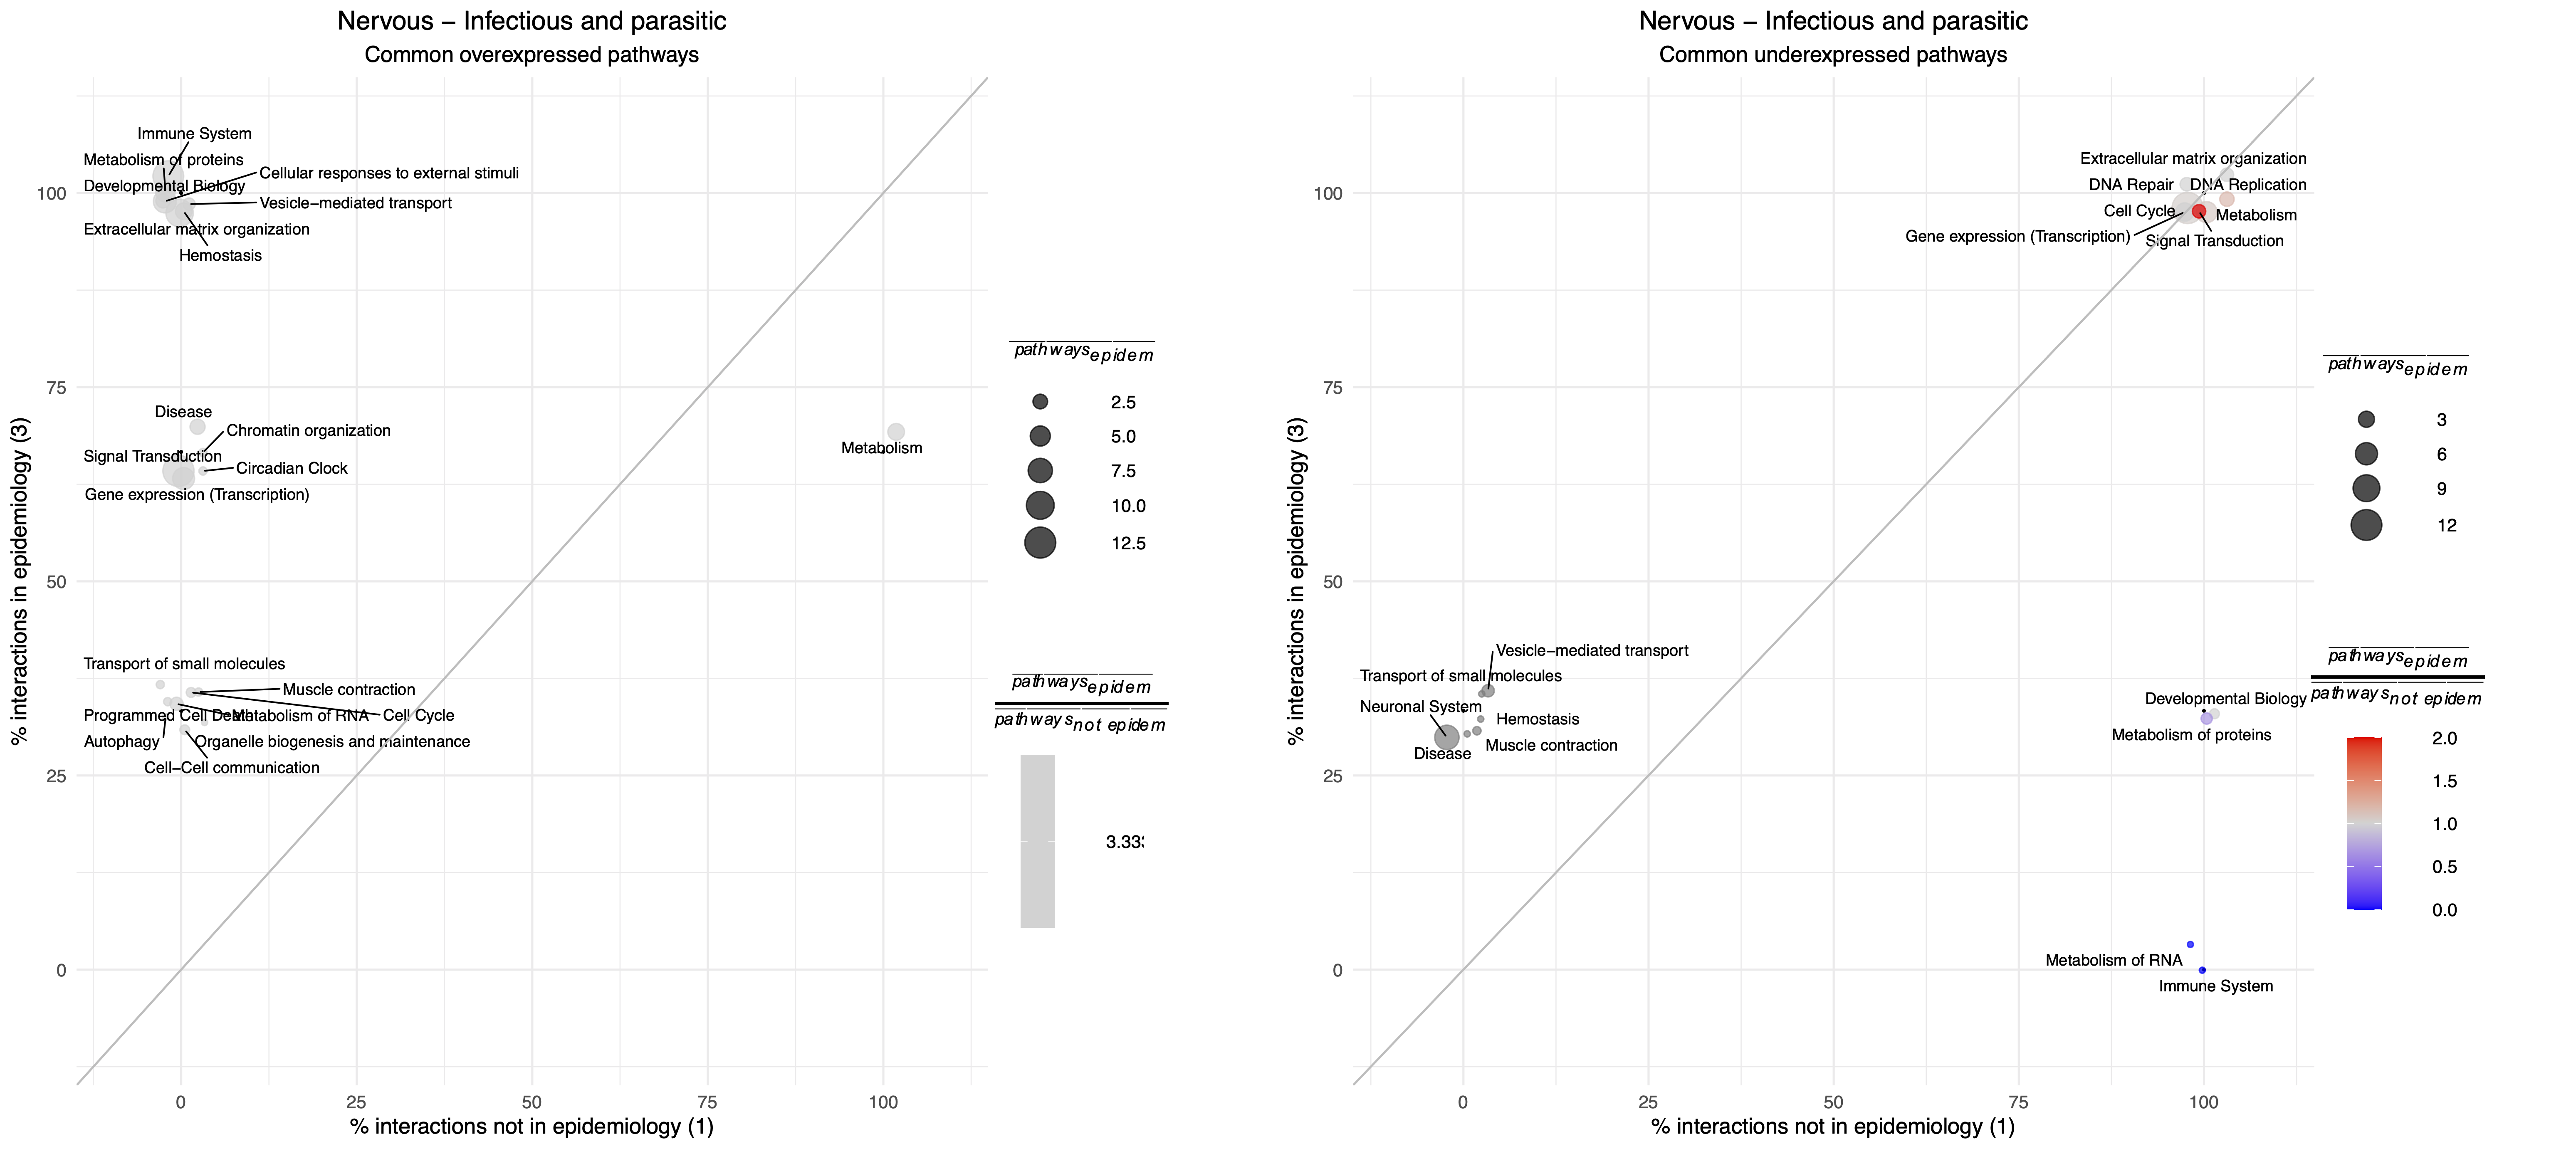 Nervous − Infectious and parasitic
Common overexpressed pathways
% interactions in epidemiology (3)
100
75
50
25
0
Immune System
Metabolism of proteins
Cellular responses to external stimuli
Developmental Biology
Vesicle−mediated transport
Extracellular matrix organization
Hemostasis
Disease
Chromatin organization
Signal Transduction
Circadian Clock
Gene expression (Transcription)
Metabolism
Transport of small molecules
Muscle contraction
Programmed Cell Death
Metabolism of RNA
Cell Cycle
Autophagy
Organelle biogenesis and maintenance
Cell−Cell communication
0
25
50
75
100
% interactions not in epidemiology (1)
pathways epidem
2.5
5.0
7.5
10.0
12.5
pathways epidem
pathways not epidem
3.33
Nervous − Infectious and parasitic
Common underexpressed pathways
% interactions in epidemiology (3)
100
75
50
25
0
Extracellular matrix organization
DNA Repair
DNA Replication
Cell Cycle
Metabolism
Gene expression (Transcription)
Signal Transduction
Vesicle−mediated transport
Transport of small molecules
Neuronal System
Hemostasis
Muscle contraction
Disease
Developmental Biology
Metabolism of proteins
Metabolism of RNA
Immune System
0
25
50
75
100
% interactions not in epidemiology (1)
pathways epidem
3
6
9
12
pathways epidem
pathways not epidem
2.0
1.5
1.0
0.5
0.0